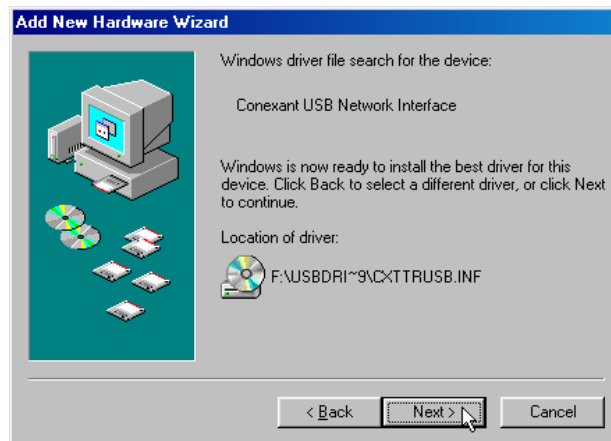 Add New Hardware Wizard
Windows driver file search for the device:
Conexant USB Network Interface
Windows is now ready to install the best driver for this
device. Click Back to select a different driver, or click Next
to continue.
Location of driver:
F:\USBDRI~9\CXTTRUSB.INF
< Back
Next >
Cancel